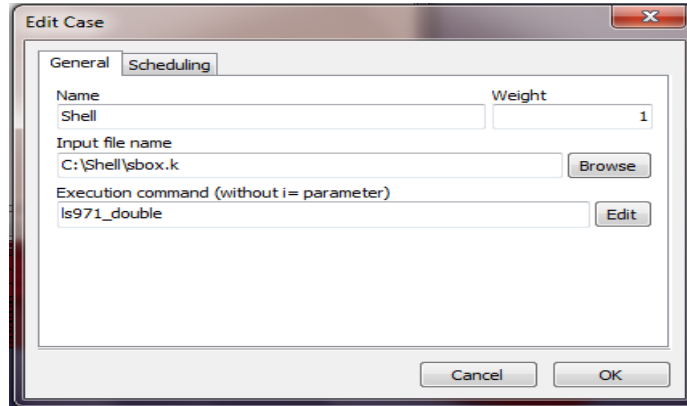 Edit Case
General Scheduling
Name Weight
Shell 1
Input file name
C:\Shell\sbox.k Browse
Execution command (without i= parameter)
ls971_double Edit
Cancel OK